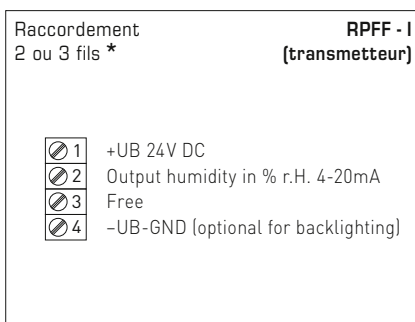 Raccordement
2 ou 3 fils *
RPFF - I
(transmetteur)
1 +UB 24V DC
2 Output humidity in % r.H. 4-20mA
3 Free
4 –UB-GND (optional for backlighting)